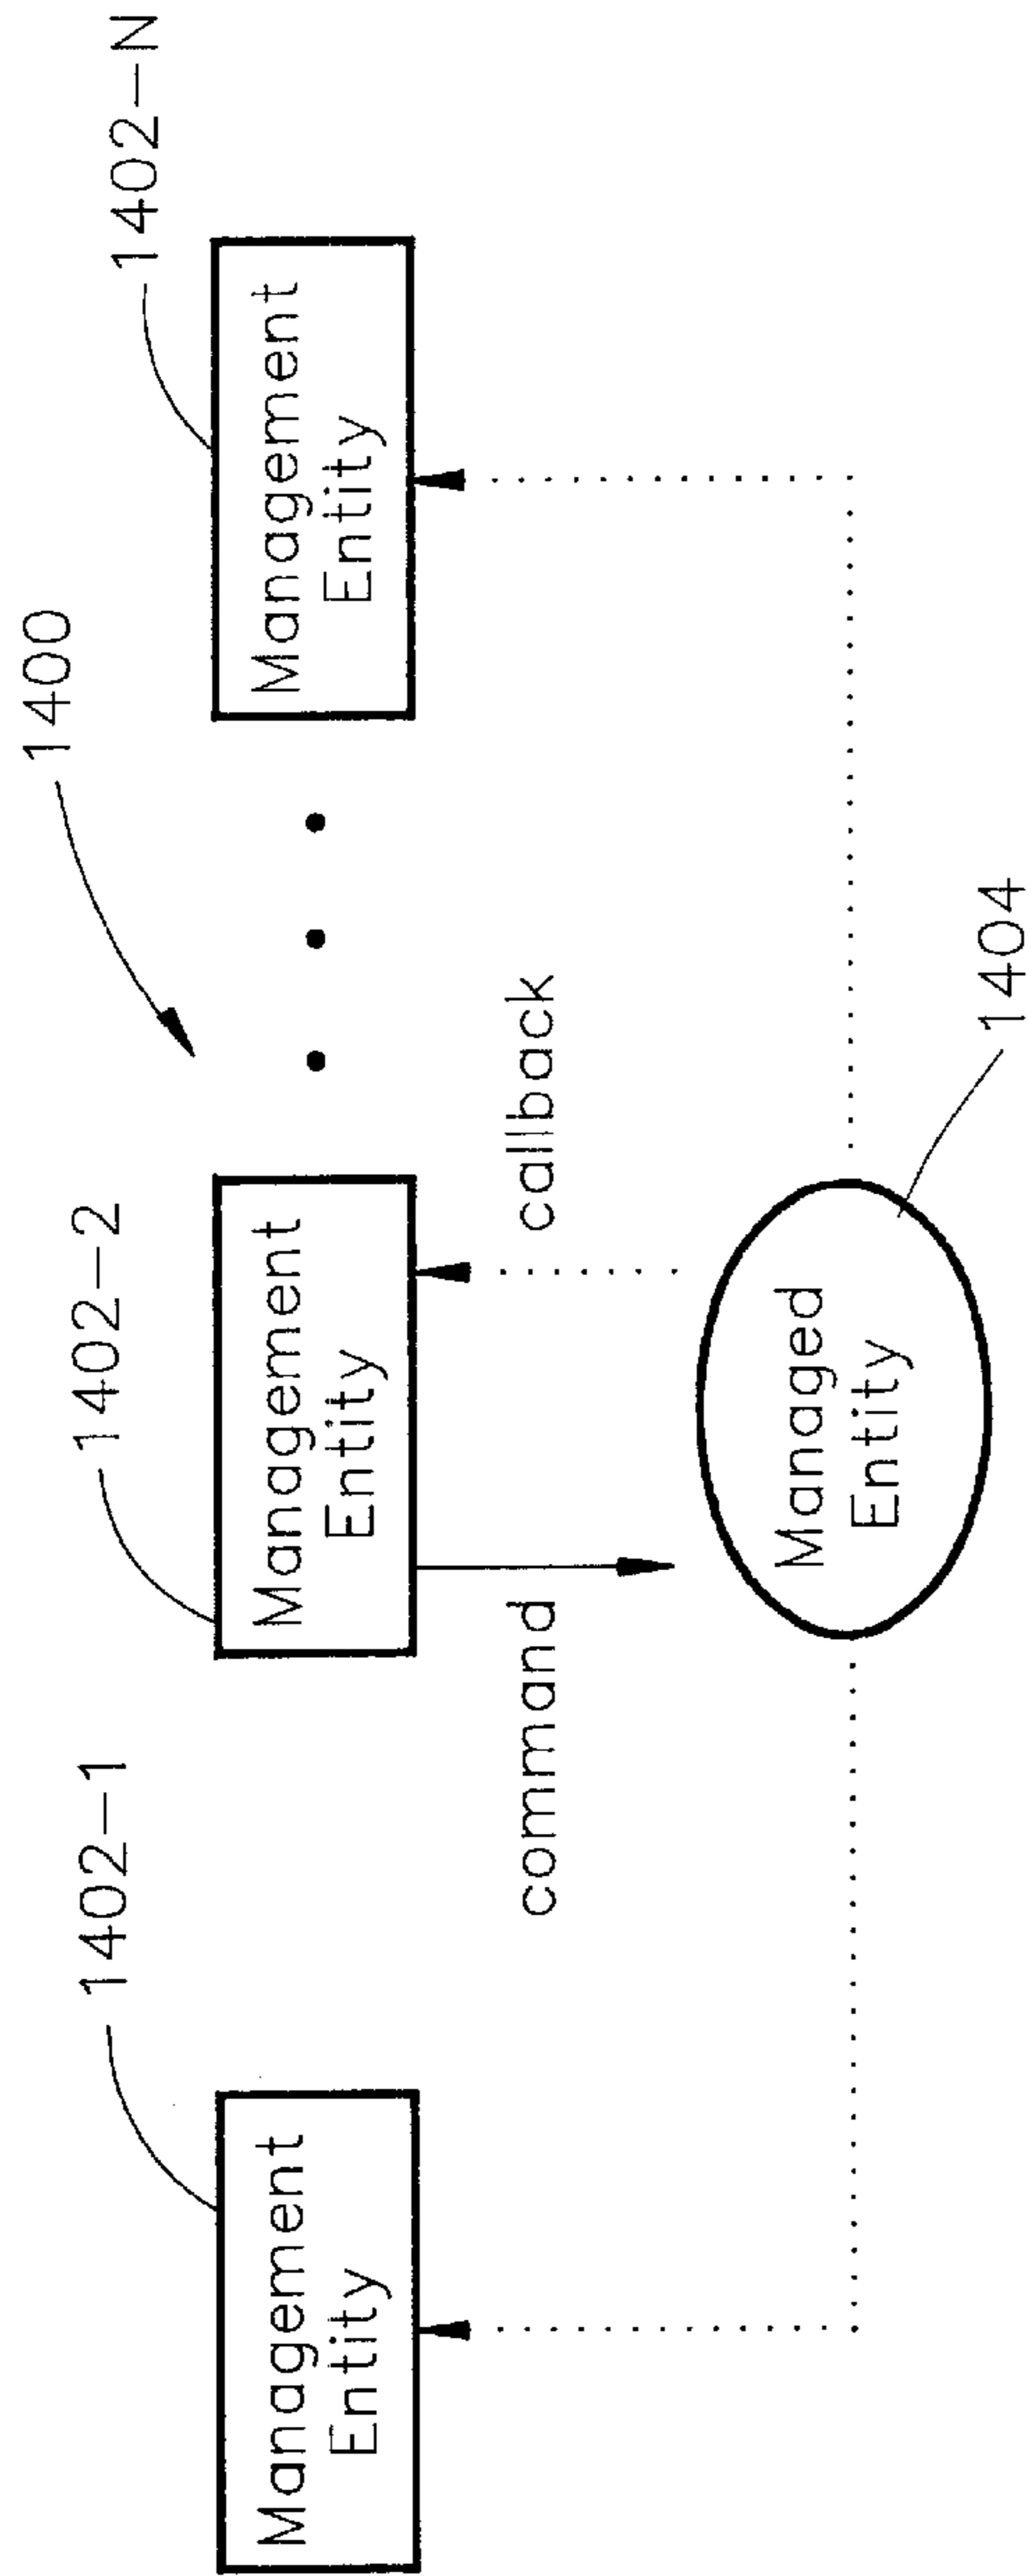 1400
1402-1
1402-2
1402-N
Management
Entity
Management
Entity
Management
Entity
command
callback
Managed
Entity
1404